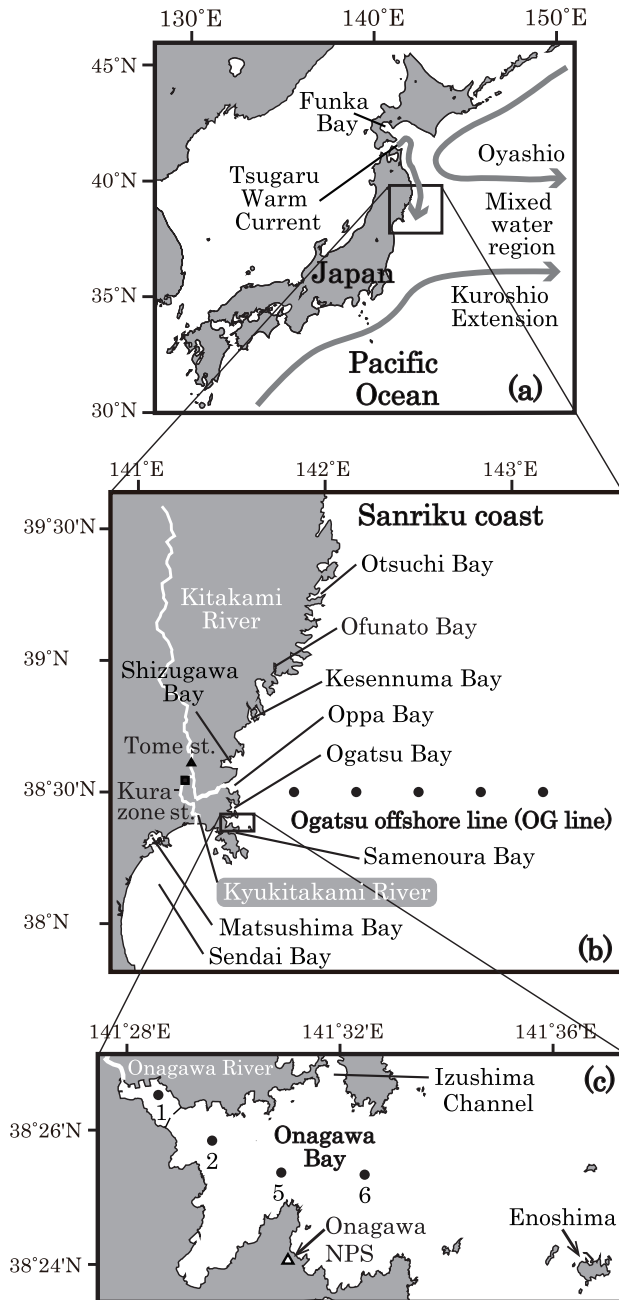 130°E 140°E 150°E
45°N
Funka
Bay
Oyashio
40°N
Tsugaru
Warm
Current
Mixed
water
region
Japan
35°N
Kuroshio
Extension
Pacific
Ocean
(a)
30°N
141°E 142°E 143°E
39°30'N
Sanriku coast
Otsuchi Bay
Kitakami
River
Ofunato Bay
39°N
Shizugawa
Bay
Kesennuma Bay
Oppa Bay
Tome st.
Ogatsu Bay
38°30'N
Kura-
zone st.
Ogatsu offshore line (OG line)
Samenoura Bay
Kyukitakami River
38°N
Matsushima Bay
Sendai Bay
(b)
141°28'E 141°32'E 141°36'E
Onagawa River
(c)
Izushima
Channel
1
38°26'N
Onagawa
Bay
2
5
6
Onagawa
NPS
Enoshima
38°24'N